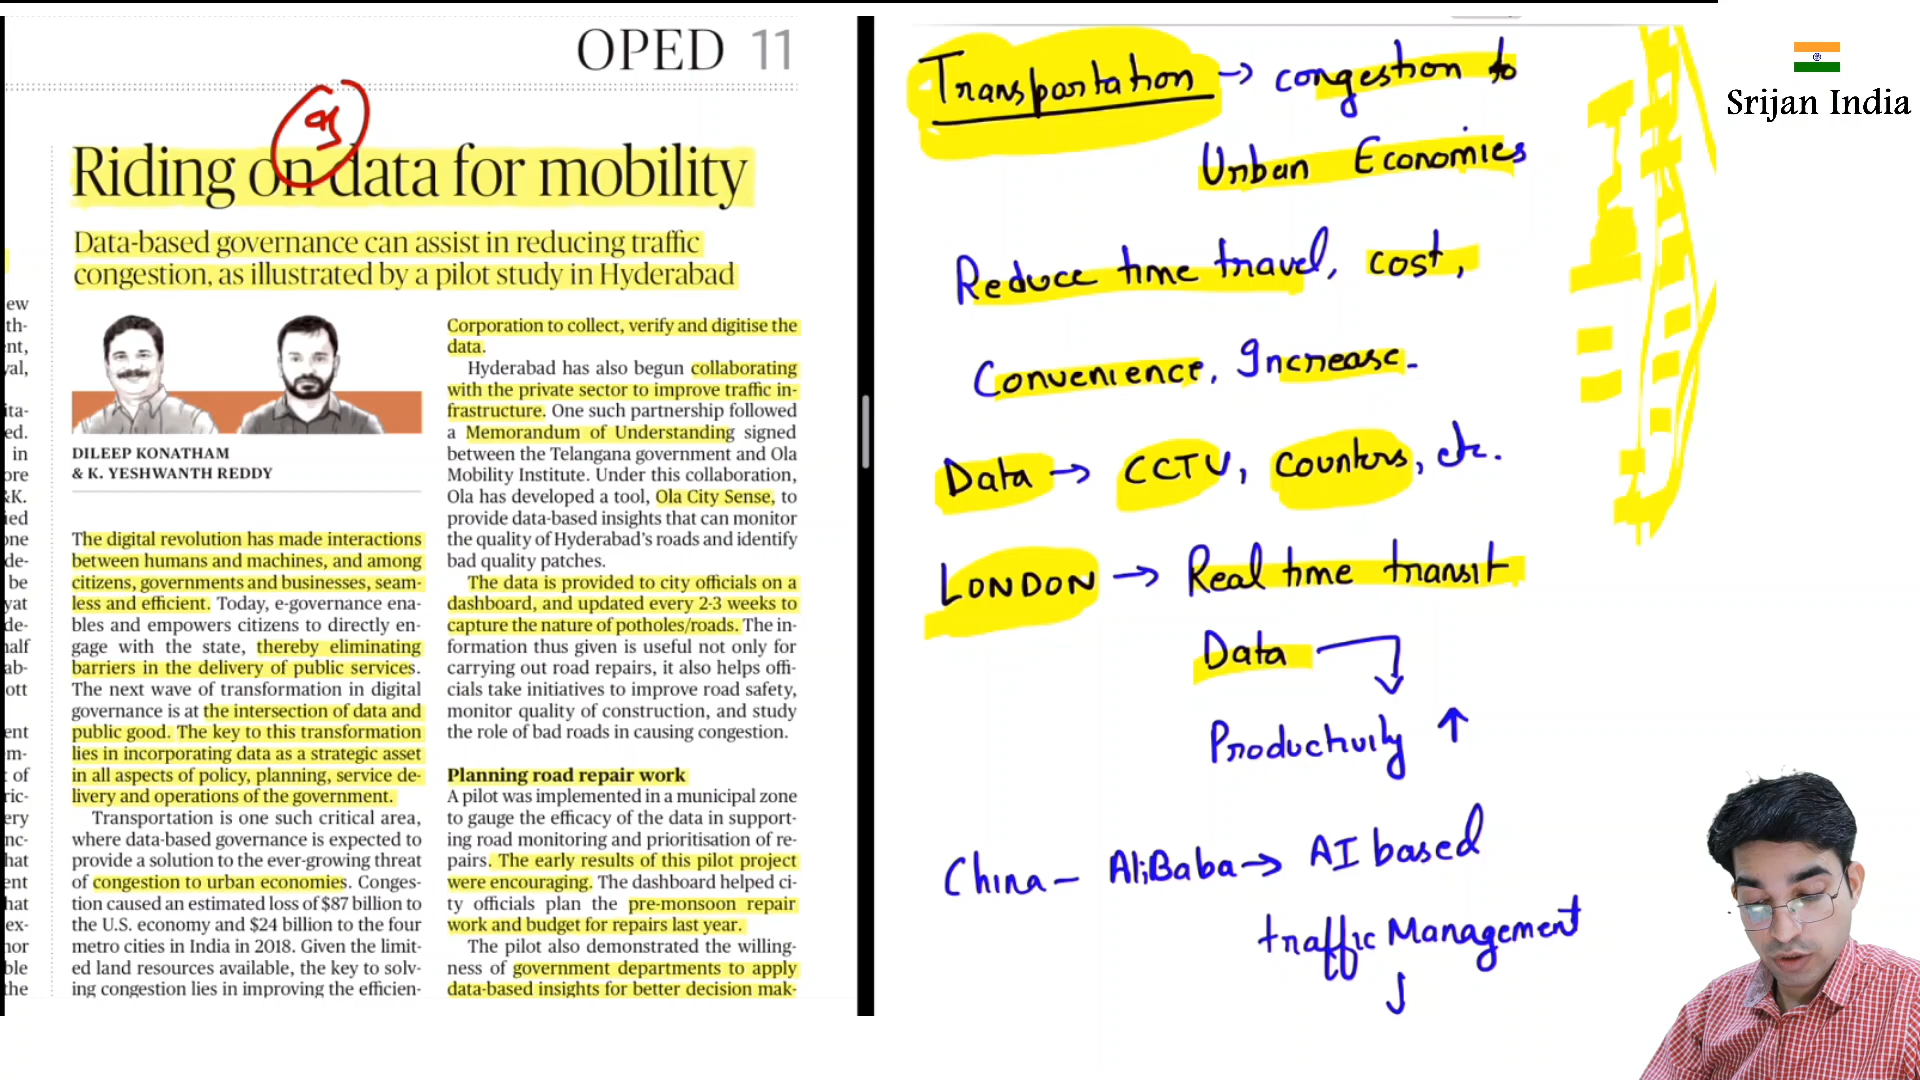 OPED 11
Riding on data for mobility
Data-based governance can assist in reducing traffic
congestion, as illustrated by a pilot study in Hyderabad
DILEEP KONATHAM
& K. YESHWANTH REDDY
The digital revolution has made interactions
between humans and machines, and among
citizens, governments and businesses, seam-
less and efficient. Today, e-governance ena-
bles and empowers citizens to directly en-
gage with the state, thereby eliminating
barriers in the delivery of public services.
The next wave of transformation in digital
governance is at the intersection of data and
public good. The key to this transformation
lies in incorporating data as a strategic asset
in all aspects of policy, planning, service de-
livery and operations of the government.
Transportation is one such critical area,
where data-based governance is expected to
provide a solution to the ever-growing threat
of congestion to urban economies. Conges-
tion caused an estimated loss of $87 billion to
the U.S. economy and $24 billion to the four
metro cities in India in 2018. Given the limit-
ed land resources available, the key to solv-
ing congestion lies in improving the efficien-
Corporation to collect, verify and digitise the
data.
Hyderabad has also begun collaborating
with the private sector to improve traffic in-
frastructure. One such partnership followed
a Memorandum of Understanding signed
between the Telangana government and Ola
Mobility Institute. Under this collaboration,
Ola has developed a tool, Ola City Sense, to
provide data-based insights that can monitor
the quality of Hyderabad's roads and identify
bad quality patches.
The data is provided to city officials on a
dashboard, and updated every 2-3 weeks to
capture the nature of potholes/roads. The in-
formation thus given is useful not only for
carrying out road repairs, it also helps offi-
cials take initiatives to improve road safety,
monitor quality of construction, and study
the role of bad roads in causing congestion.
Planning road repair work
A pilot was implemented in a municipal zone
to gauge the efficacy of the data in support-
ing road monitoring and prioritisation of re-
pairs. The early results of this pilot project
were encouraging. The dashboard helped ci-
ty officials plan the pre-monsoon repair
work and budget for repairs last year.
The pilot also demonstrated the willing-
ness of government departments to apply
data-based insights for better decision mak-
Transportation → congestion to
Urban Economies
Reduce time travel, cost,
Convenience, Increase.
Data → CCTV, Counters, etc.
LONDON → Real time transit
Data
Productivity ↑
China - AliBaba → AI based
traffic Management
Srijan India